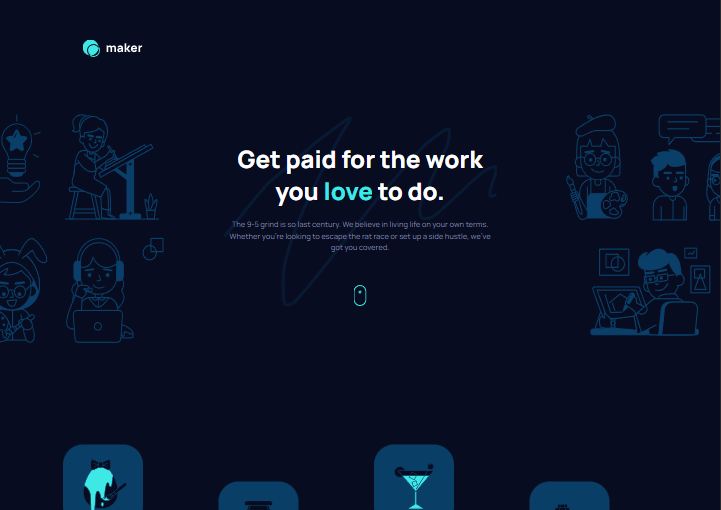 maker
Get paid for the work
you love to do.
The 9-5 grind is so last century. We believe in living life on your own terms.
Whether you're looking to escape the rat race or set up a side hustle, we've
got you covered.